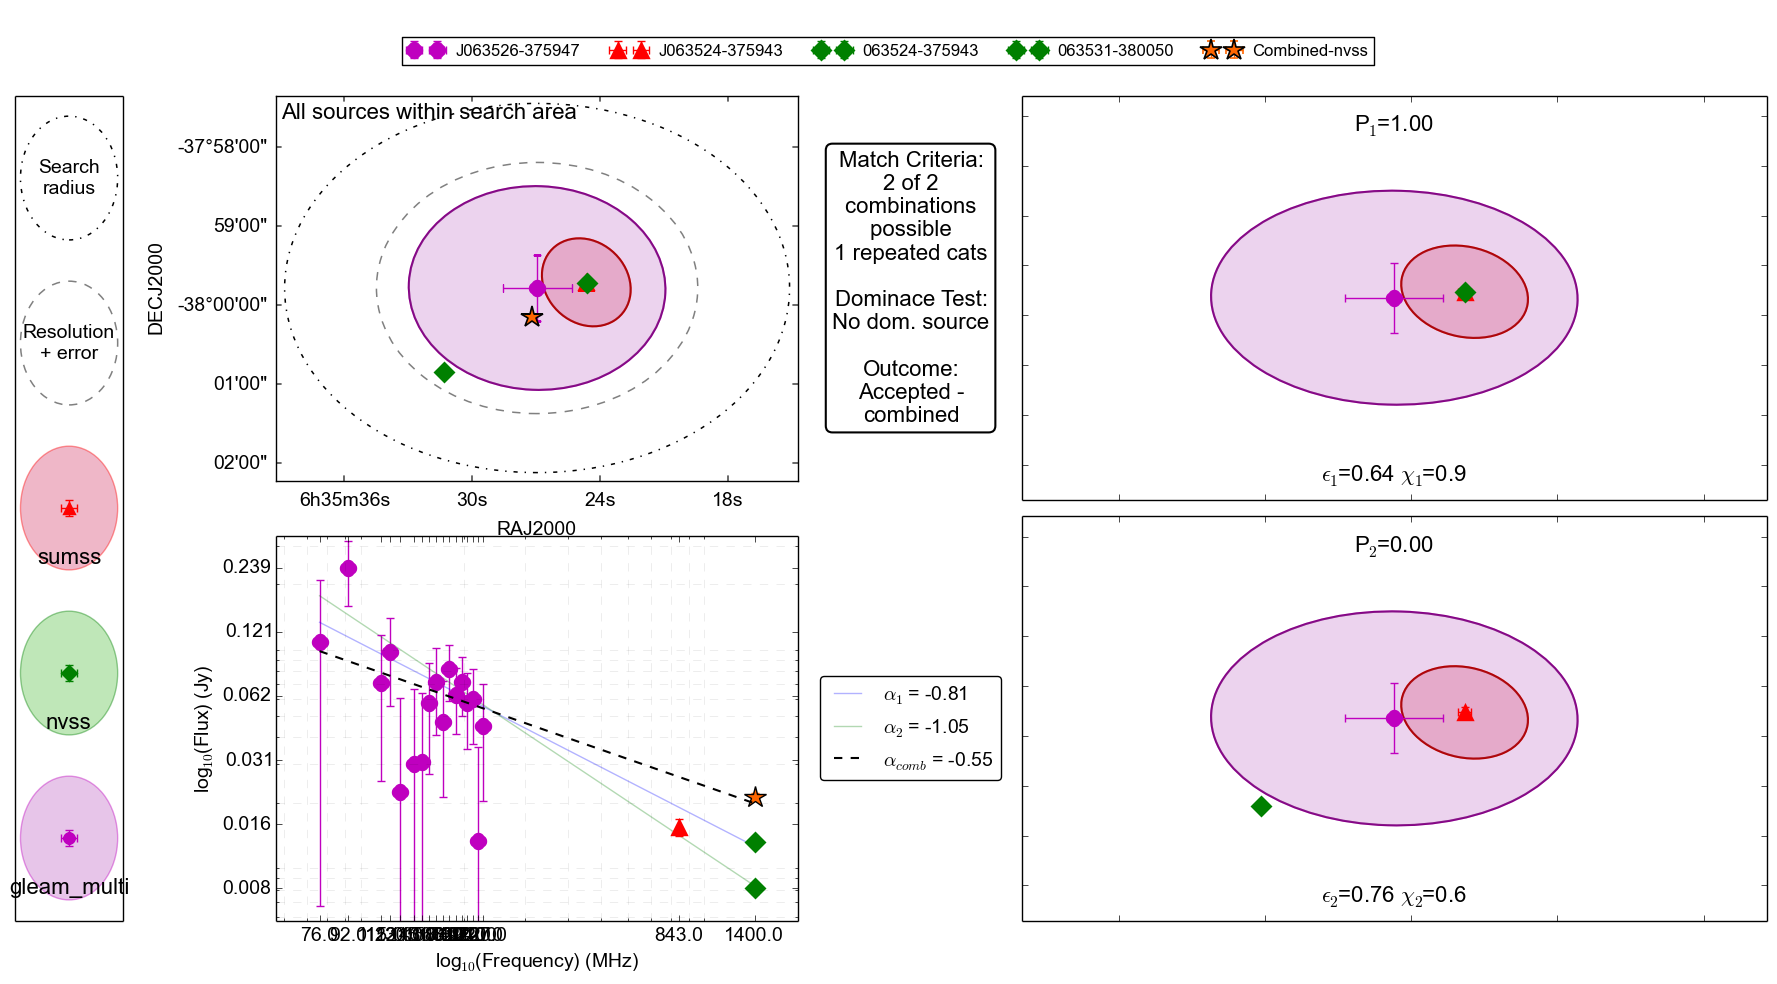 J063526-375947 J063524-375943 063524-375943 063531-380050 Combined-nvss
Search
radius
Resolution
+ error
sumss
nvss
gleam_multi
All sources within search area
DECJ2000
-37°58'00"
59'00"
-38°00'00"
01'00"
02'00"
6h35m36s 30s 24s 18s
RAJ2000
Match Criteria:
2 of 2
combinations
possible
1 repeated cats
Dominace Test:
No dom. source
Outcome:
Accepted -
combined
P₁=1.00
ϵ₁=0.64 χ₁=0.9
P₂=0.00
ϵ₂=0.76 χ₂=0.6
log₁₀(Flux) (Jy)
0.239
0.121
0.062
0.031
0.016
0.008
76.0 92.0 843.0 1400.0
log₁₀(Frequency) (MHz)
α₁ = -0.81
α₂ = -1.05
α_comb = -0.55